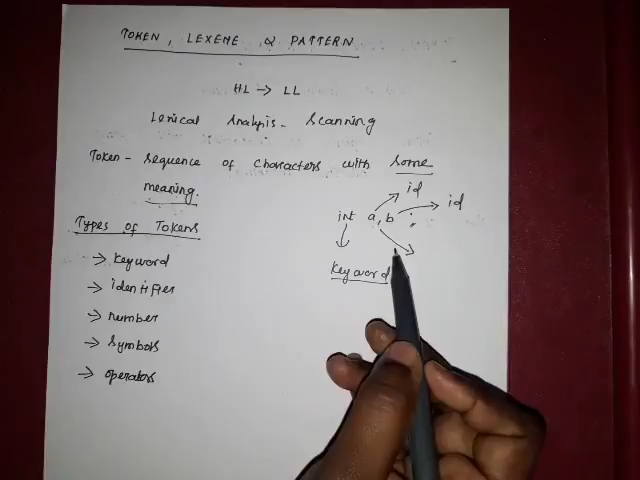 TOKEN, LEXEME & PATTERN
HL → LL
Lexical Analysis - Scanning
Token - sequence of characters with some
meaning.
Types of Tokens
→ Keyword
→ identifier
→ number
→ symbols
→ operators
id
id
int a, b ;
Keyword